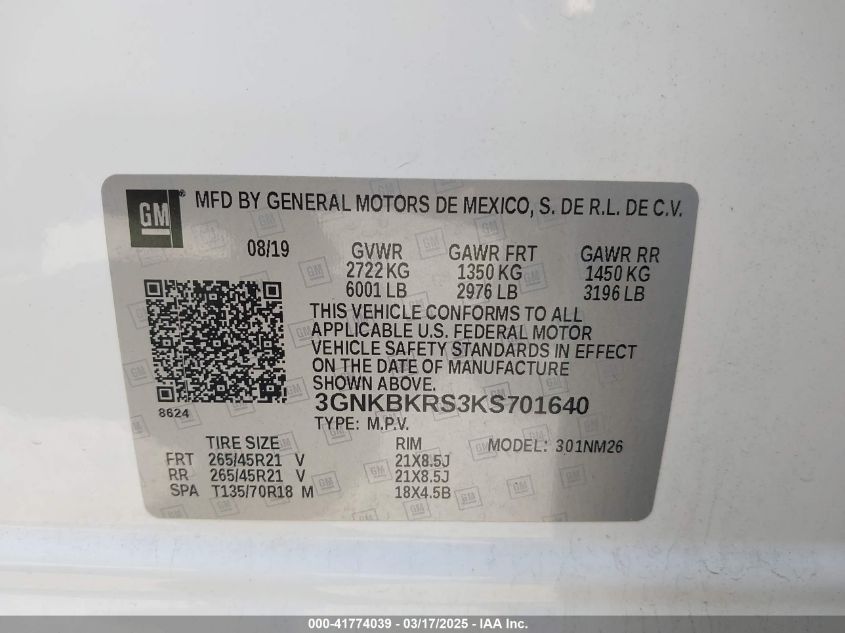 GM® MFD BY GENERAL MOTORS DE MEXICO, S. DE R.L. DE C.V.
08/19 GVWR GAWR FRT GAWR RR
2722 KG 1350 KG 1450 KG
6001 LB 2976 LB 3196 LB
THIS VEHICLE CONFORMS TO ALL
APPLICABLE U.S. FEDERAL MOTOR
VEHICLE SAFETY STANDARDS IN EFFECT
ON THE DATE OF MANUFACTURE
SHOWN ABOVE.
3GNKBKRS3KS701640
8624
TYPE: M.P.V.
TIRE SIZE RIM MODEL: 301NM26
FRT 265/45R21 V 21X8.5J
RR 265/45R21 V 21X8.5J
SPA T135/70R18 M 18X4.5B
000-41774039 - 03/17/2025 - IAA Inc.